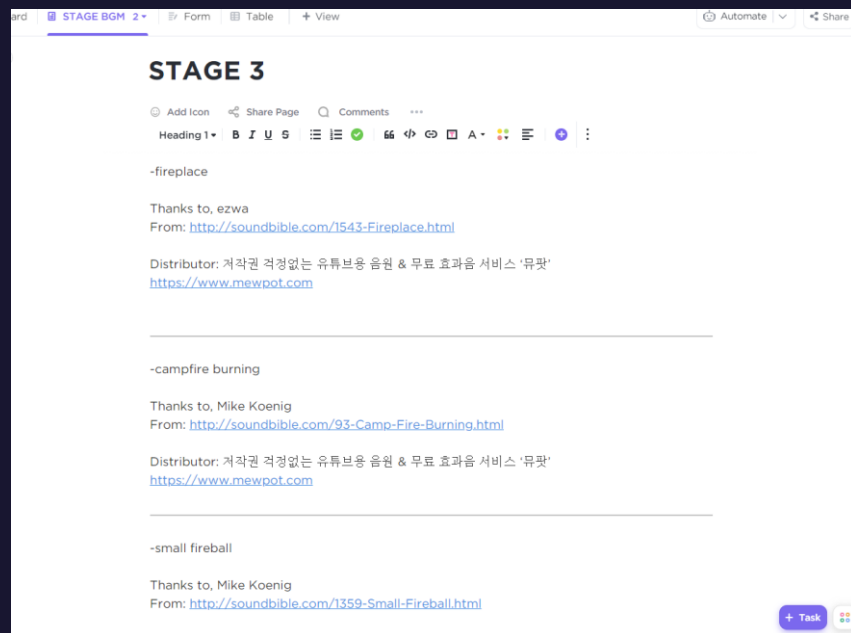 ard STAGE BGM 2 Form Table + View Automate Share
STAGE 3
Add Icon Share Page Comments ...
Heading 1 B I U S A
-fireplace
Thanks to, ezwa
From: http://soundbible.com/1543-Fireplace.html
Distributor: 저작권 걱정없는 유튜브용 음원 & 무료 효과음 서비스 '뮤팟'
https://www.mewpot.com
-campfire burning
Thanks to, Mike Koenig
From: http://soundbible.com/93-Camp-Fire-Burning.html
Distributor: 저작권 걱정없는 유튜브용 음원 & 무료 효과음 서비스 '뮤팟'
https://www.mewpot.com
-small fireball
Thanks to, Mike Koenig
From: http://soundbible.com/1359-Small-Fireball.html
+ Task